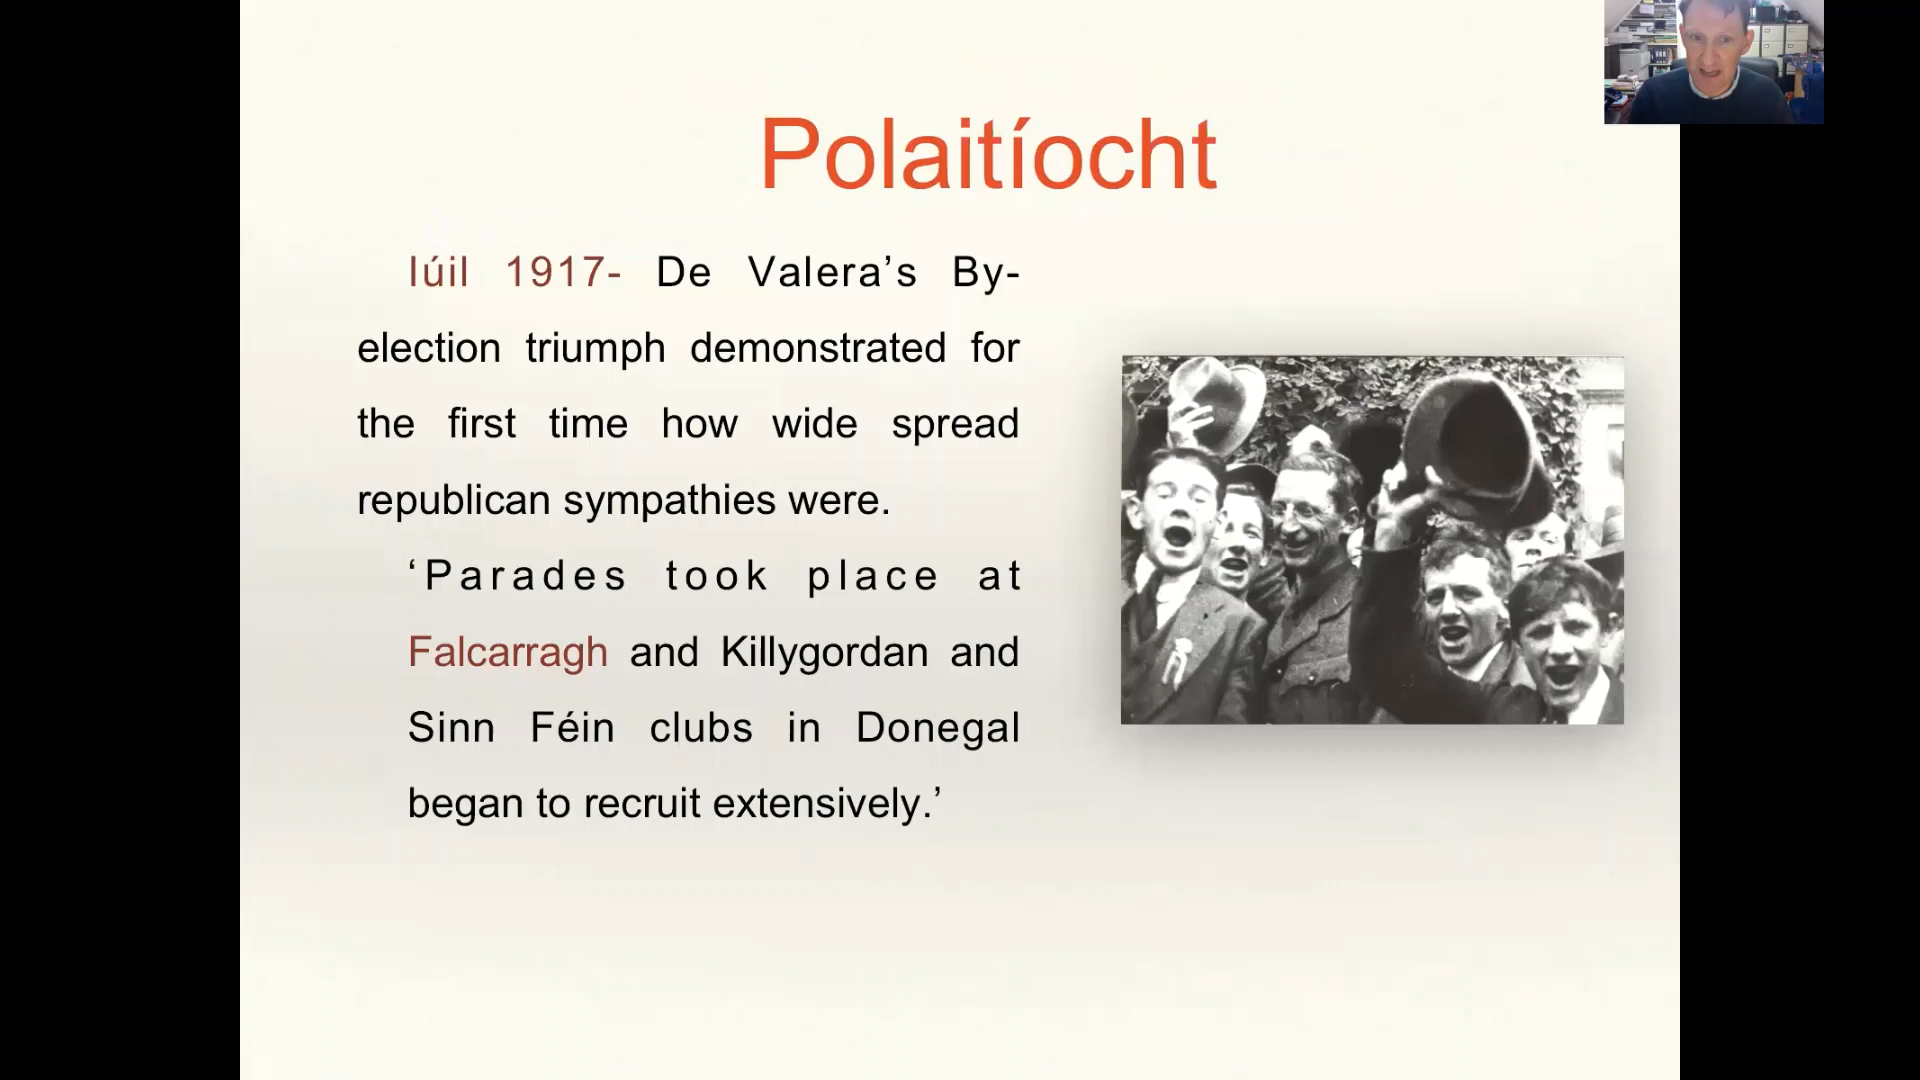 Polaitíocht
Iúil 1917- De Valera’s By-
election triumph demonstrated for
the first time how wide spread
republican sympathies were.
‘Parades took place at
Falcarragh and Killygordan and
Sinn Féin clubs in Donegal
began to recruit extensively.’